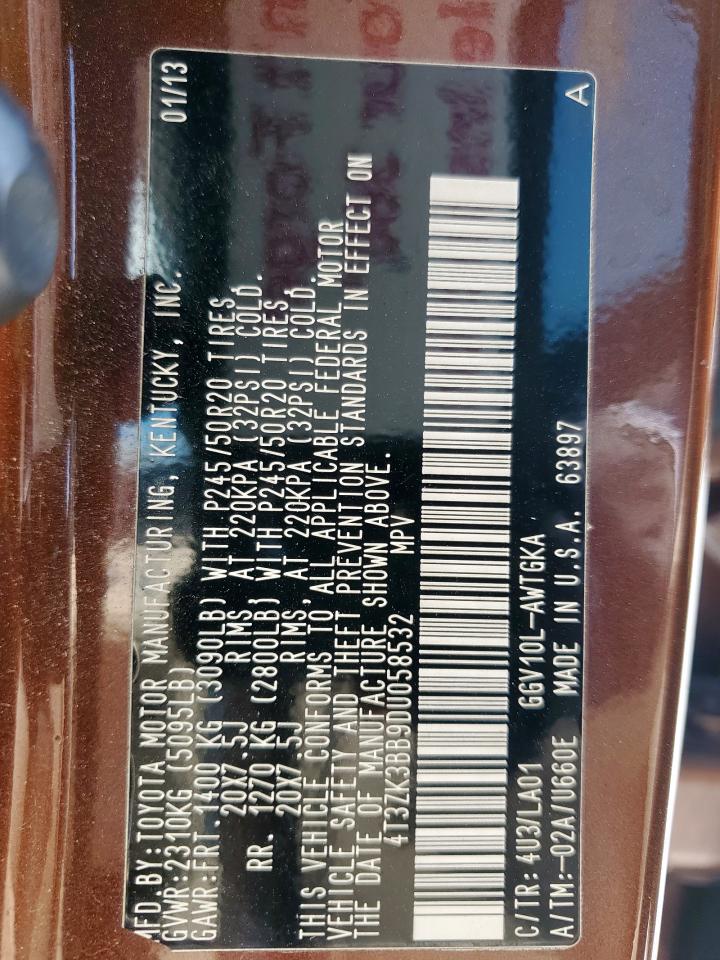 MFD.BY:TOYOTA MOTOR MANUFACTURING, KENTUCKY, INC. 01/13
GVWR:2310KG(5095LB)
GAWR:FRT.1400 KG (3090LB) WITH P245/50R20 TIRES,
20X7.5J RIMS, AT 220KPA (32PSI) COLD.
RR. 1270 KG (2800LB) WITH P245/50R20 TIRES,
20X7.5J RIMS, AT 220KPA (32PSI) COLD.
THIS VEHICLE CONFORMS TO ALL APPLICABLE FEDERAL MOTOR
VEHICLE SAFETY AND THEFT PREVENTION STANDARDS IN EFFECT ON
THE DATE OF MANUFACTURE SHOWN ABOVE.
4T3ZK3BB9DU058532 MPV
C/TR: 4U3/LA01 GGV10L-AWTGKA
A/TM:-02A/U660E MADE IN U.S.A. 63897 A